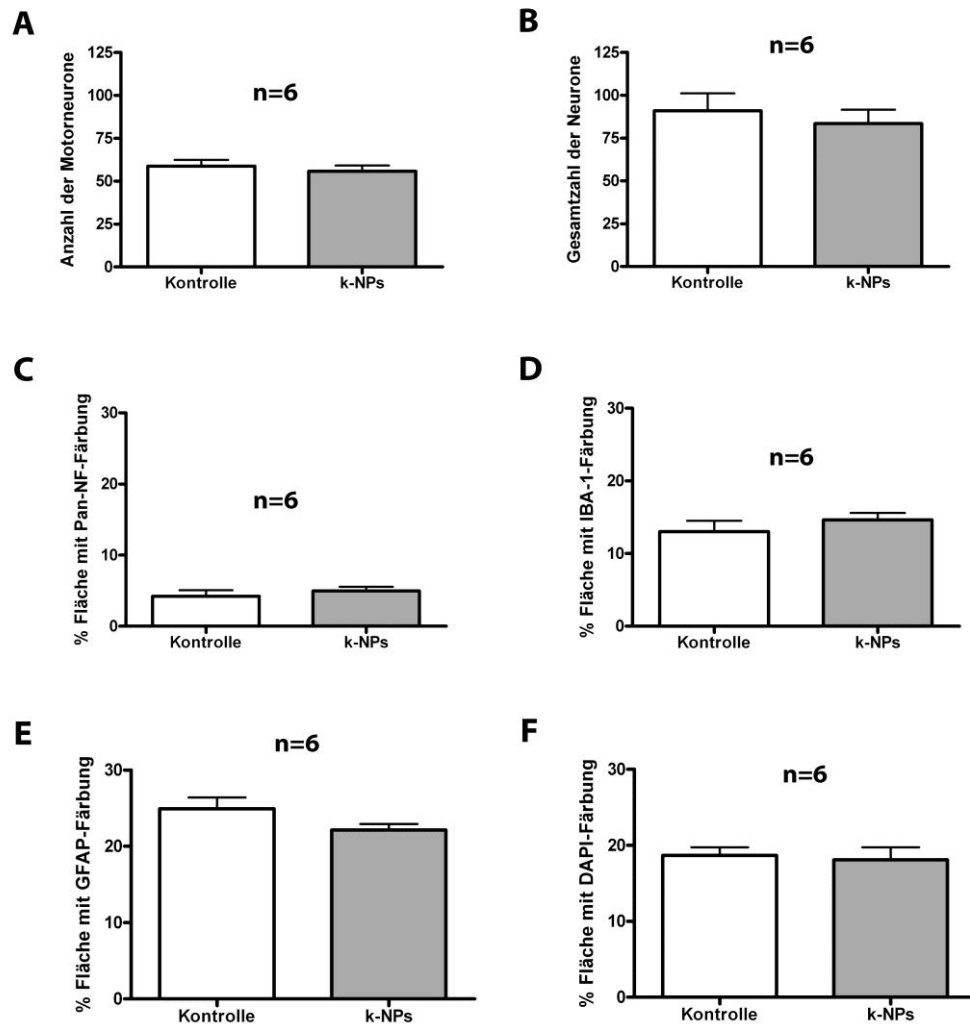 A
Anzahl der Motorneurone
125
100
75
50
25
0
n=6
Kontrolle
k-NPs
B
Gesamtzahl der Neurone
125
100
75
50
25
0
n=6
Kontrolle
k-NPs
C
% Fläche mit Pan-NF-Färbung
30
20
10
0
n=6
Kontrolle
k-NPs
D
% Fläche mit IBA-1-Färbung
30
20
10
0
n=6
Kontrolle
k-NPs
E
% Fläche mit GFAP-Färbung
30
20
10
0
n=6
Kontrolle
k-NPs
F
% Fläche mit DAPI-Färbung
30
20
10
0
n=6
Kontrolle
k-NPs